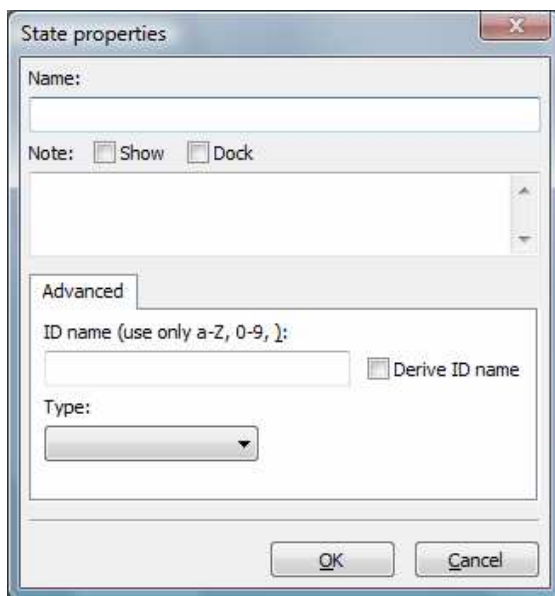 State properties
Name:
Note: Show Dock
Advanced
ID name (use only a-Z, 0-9, ):
Derive ID name
Type:
OK Cancel